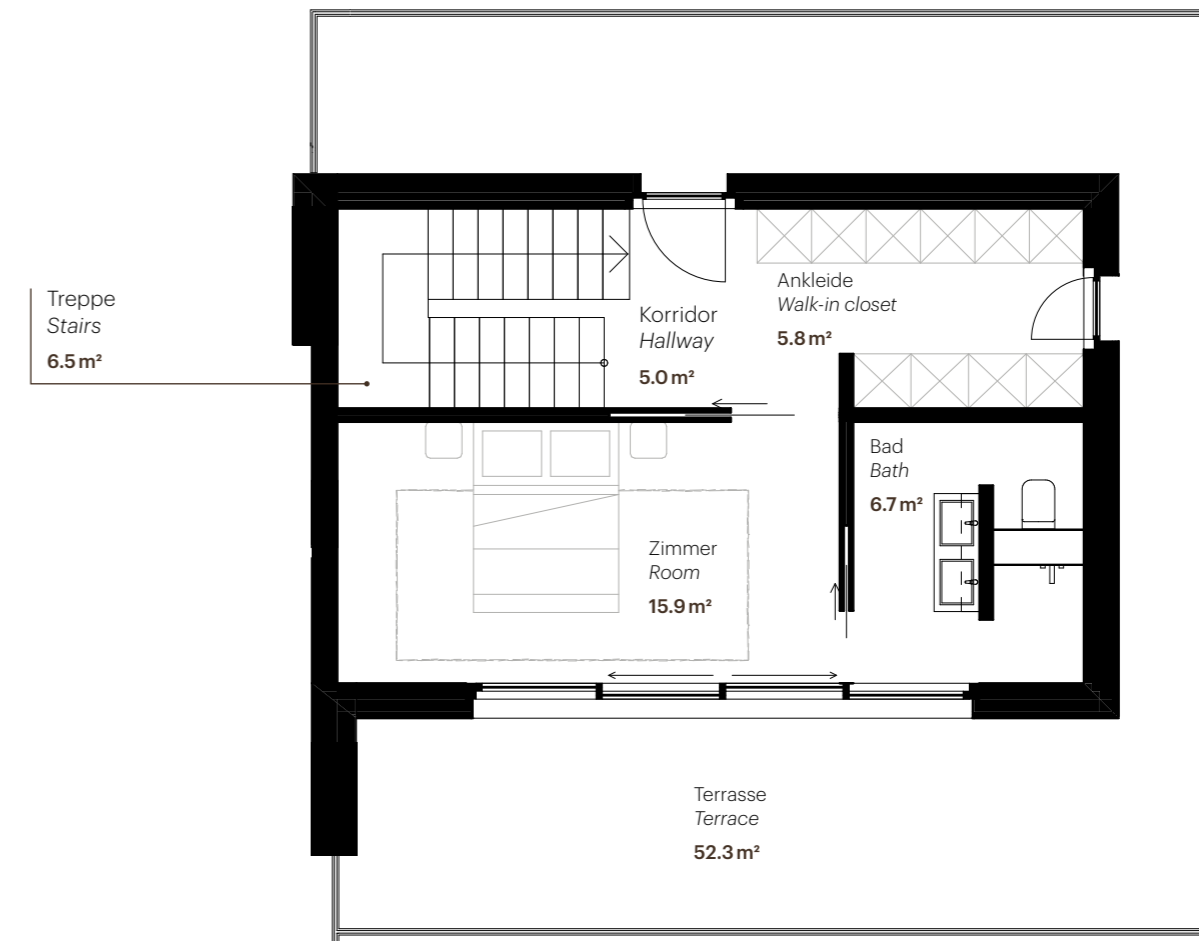 Treppe
Stairs
6.5 m²
Korridor
Hallway
5.0 m²
Ankleide
Walk-in closet
5.8 m²
Bad
Bath
6.7 m²
Zimmer
Room
15.9 m²
Terrasse
Terrace
52.3 m²